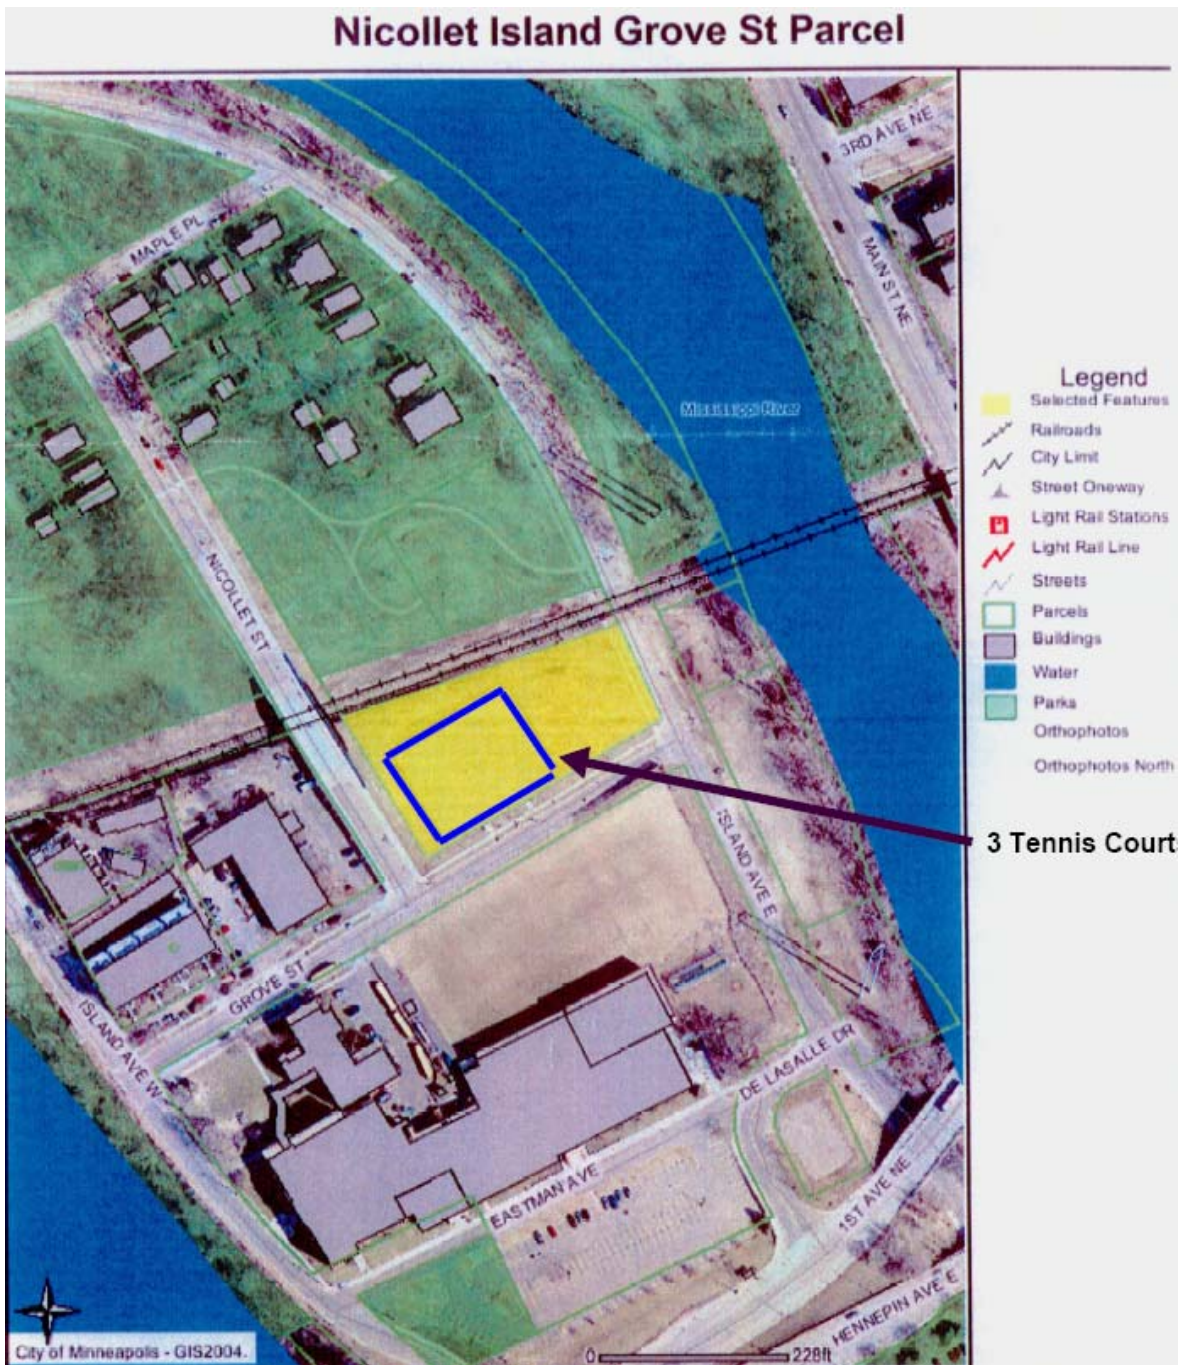 Nicollet Island Grove St Parcel
3RD AVE NE
MAPLE PL
MAIN ST NE
Mississippi River
Legend
Selected Features
Railroads
City Limit
Street Oneway
Light Rail Stations
Light Rail Line
Streets
Parcels
Buildings
Water
Parks
Orthophotos
Orthophotos North
NICOLLET ST
3 Tennis Courts
ISLAND AVE E
GROVE ST
ISLAND AVE W
DE LASALLE DR
EASTMAN AVE
1ST AVE NE
HENNEPIN AVE E
City of Minneapolis - GIS2004.
0 228ft